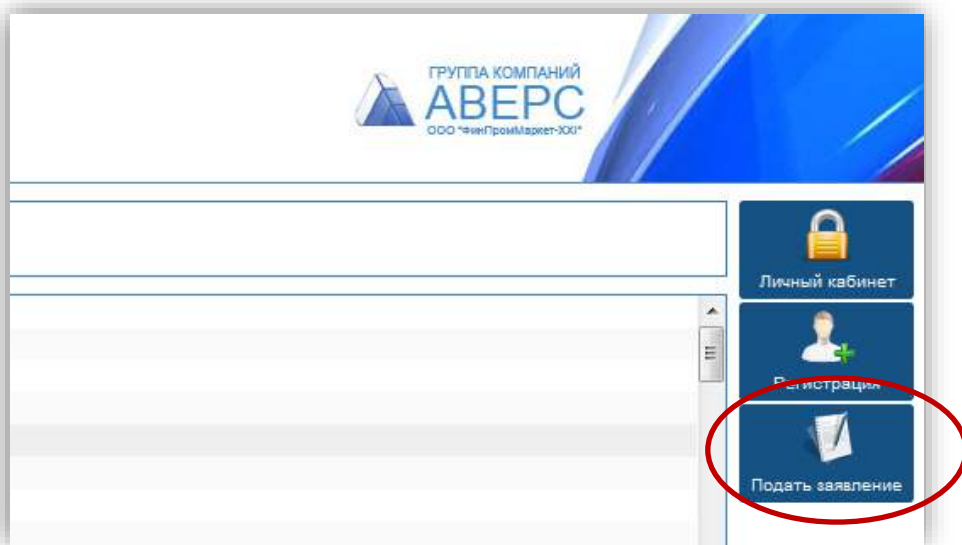 ГРУППА КОМПАНИЙ
АВЕРС
ООО "ФинПромМаркет-XXI"
Личный кабинет
Регистрация
Подать заявление